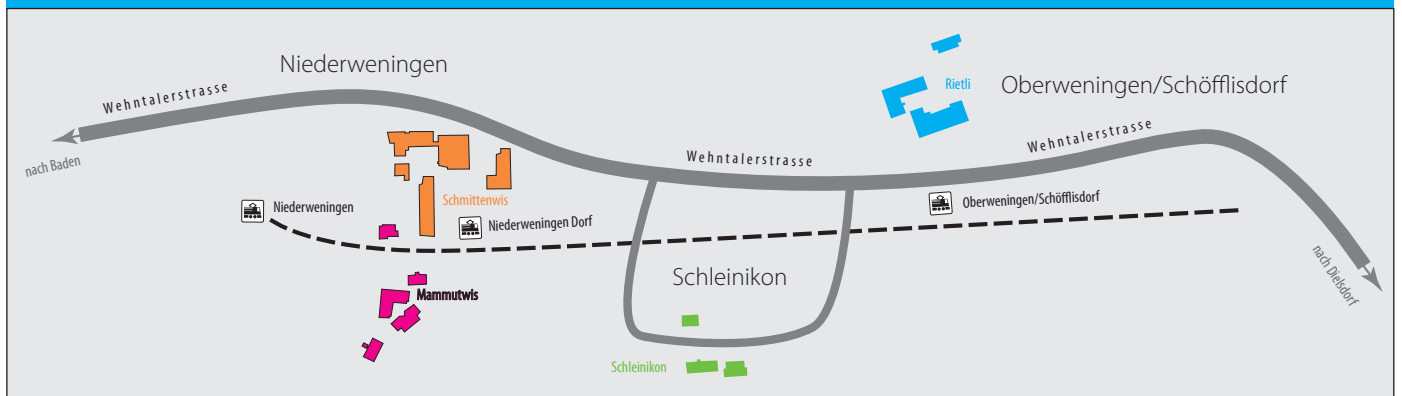 Niederweningen
Oberweningen/Schöfflisdorf
Rietli
Wehntalerstrasse
Wehntalerstrasse
Wehntalerstrasse
nach Baden
Schmittenwis
Niederweningen
Niederweningen Dorf
Oberweningen/Schöfflisdorf
Schleinikon
nach Dielsdorf
Mammutwis
Schleinikon